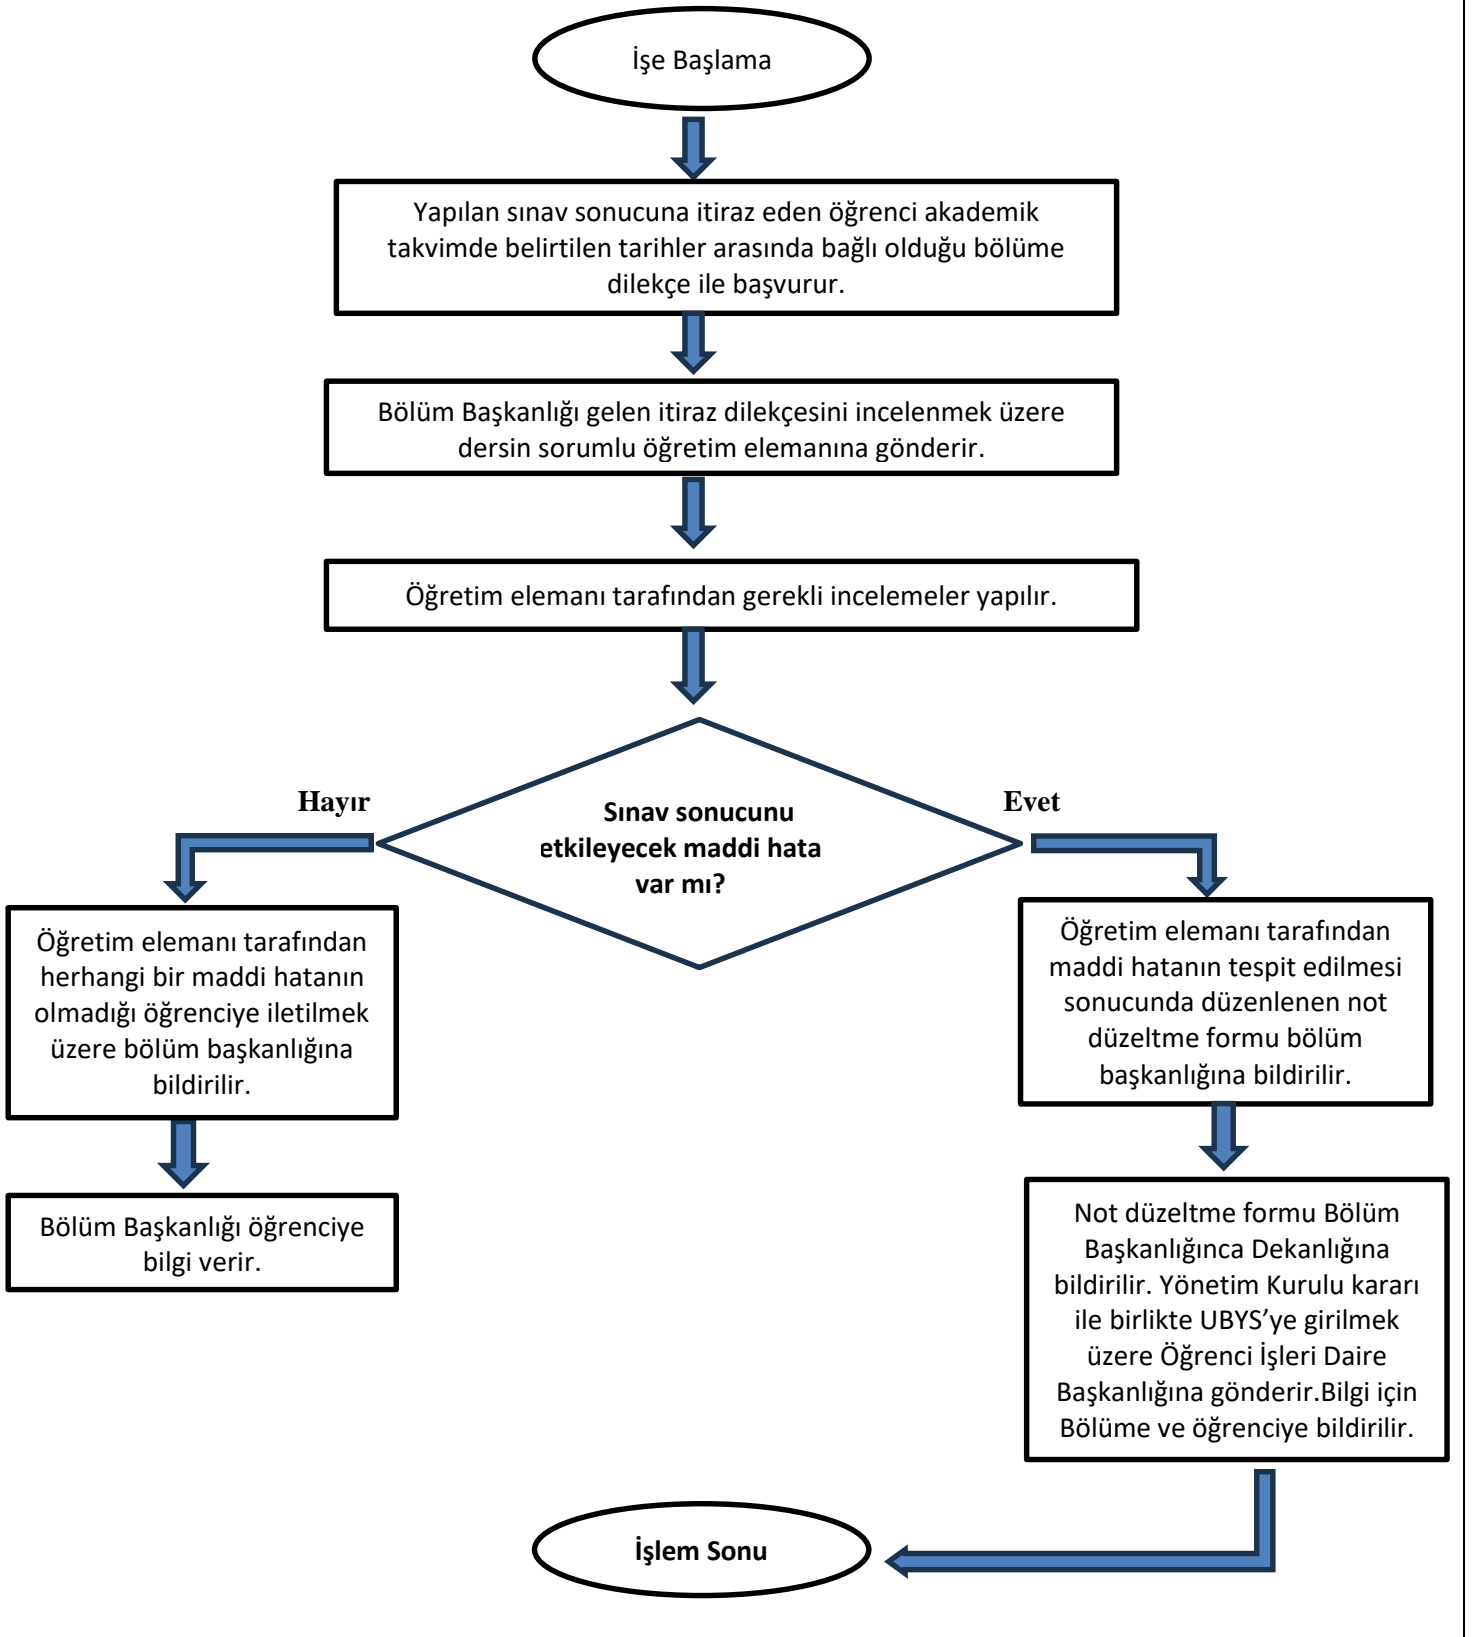 İşe Başlama
Yapılan sınav sonucuna itiraz eden öğrenci akademik
takvimde belirtilen tarihler arasında bağlı olduğu bölüme
dilekçe ile başvurur.
Bölüm Başkanlığı gelen itiraz dilekçesini incelenmek üzere
dersin sorumlu öğretim elemanına gönderir.
Öğretim elemanı tarafından gerekli incelemeler yapılır.
Sınav sonucunu
etkileyecek maddi hata
var mı?
Hayır
Öğretim elemanı tarafından
herhangi bir maddi hatanın
olmadığı öğrenciye iletilmek
üzere bölüm başkanlığına
bildirilir.
Bölüm Başkanlığı öğrenciye
bilgi verir.
Evet
Öğretim elemanı tarafından
maddi hatanın tespit edilmesi
sonucunda düzenlenen not
düzeltme formu bölüm
başkanlığına bildirilir.
Not düzeltme formu Bölüm
Başkanlığınca Dekanlığına
bildirilir. Yönetim Kurulu kararı
ile birlikte UBYS’ye girilmek
üzere Öğrenci İşleri Daire
Başkanlığına gönderir.Bilgi için
Bölüme ve öğrenciye bildirilir.
İşlem Sonu